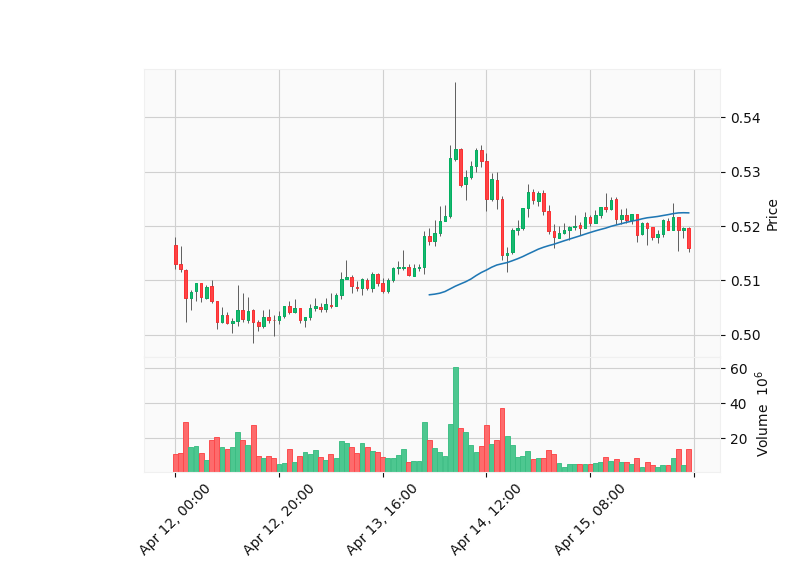 0.54
0.53
0.52
0.51
0.50
Price
60
40
20
Volume 10⁶
Apr 12, 00:00
Apr 12, 20:00
Apr 13, 16:00
Apr 14, 12:00
Apr 15, 08:00